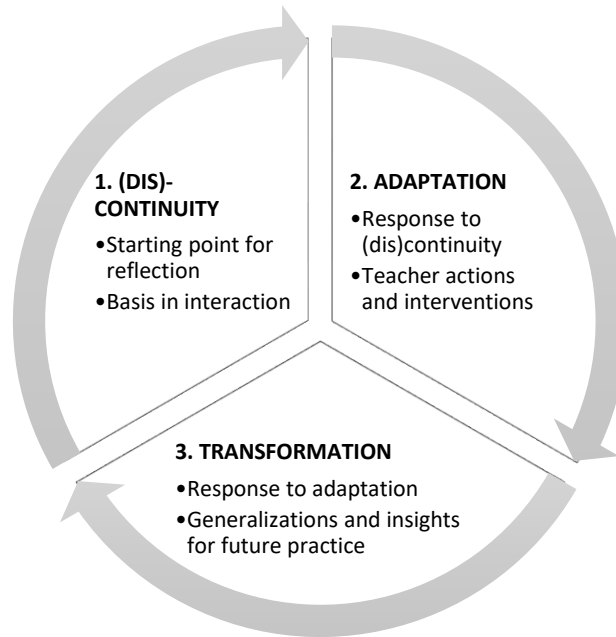 1. (DIS)-
CONTINUITY
•Starting point for
reflection
•Basis in interaction
2. ADAPTATION
•Response to
(dis)continuity
•Teacher actions
and interventions
3. TRANSFORMATION
•Response to adaptation
•Generalizations and insights
for future practice